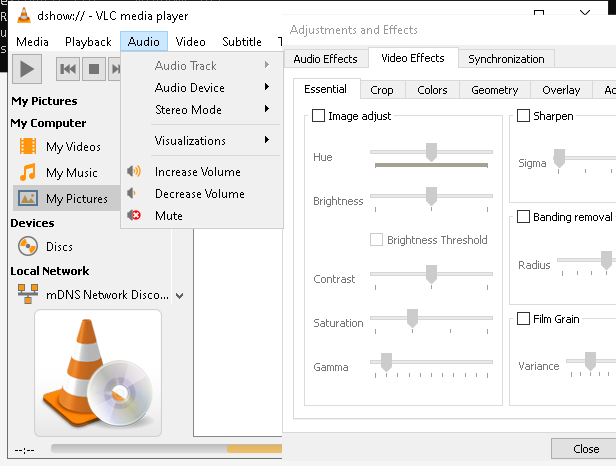 dshow:// - VLC media player
Media Playback Audio Video Subtitle
Audio Track
Audio Device
Stereo Mode
Visualizations
Increase Volume
Decrease Volume
Mute
My Pictures
My Computer
My Videos
My Music
My Pictures
Devices
Discs
Local Network
mDNS Network Disco...
--:--
Adjustments and Effects
Audio Effects Video Effects Synchronization
Essential Crop Colors Geometry Overlay
Image adjust
Hue
Brightness
Brightness Threshold
Contrast
Saturation
Gamma
Sharpen
Sigma
Banding removal
Radius
Film Grain
Variance
Close